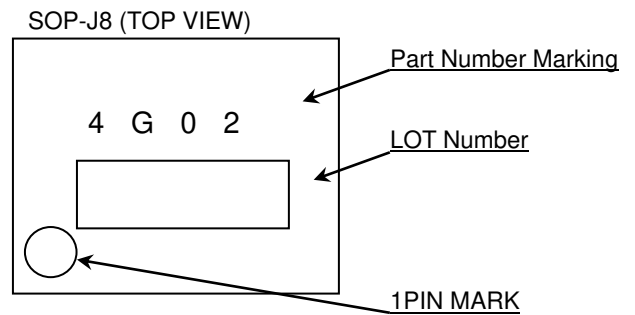 SOP-J8 (TOP VIEW)
Part Number Marking
4 G 0 2
LOT Number
1PIN MARK